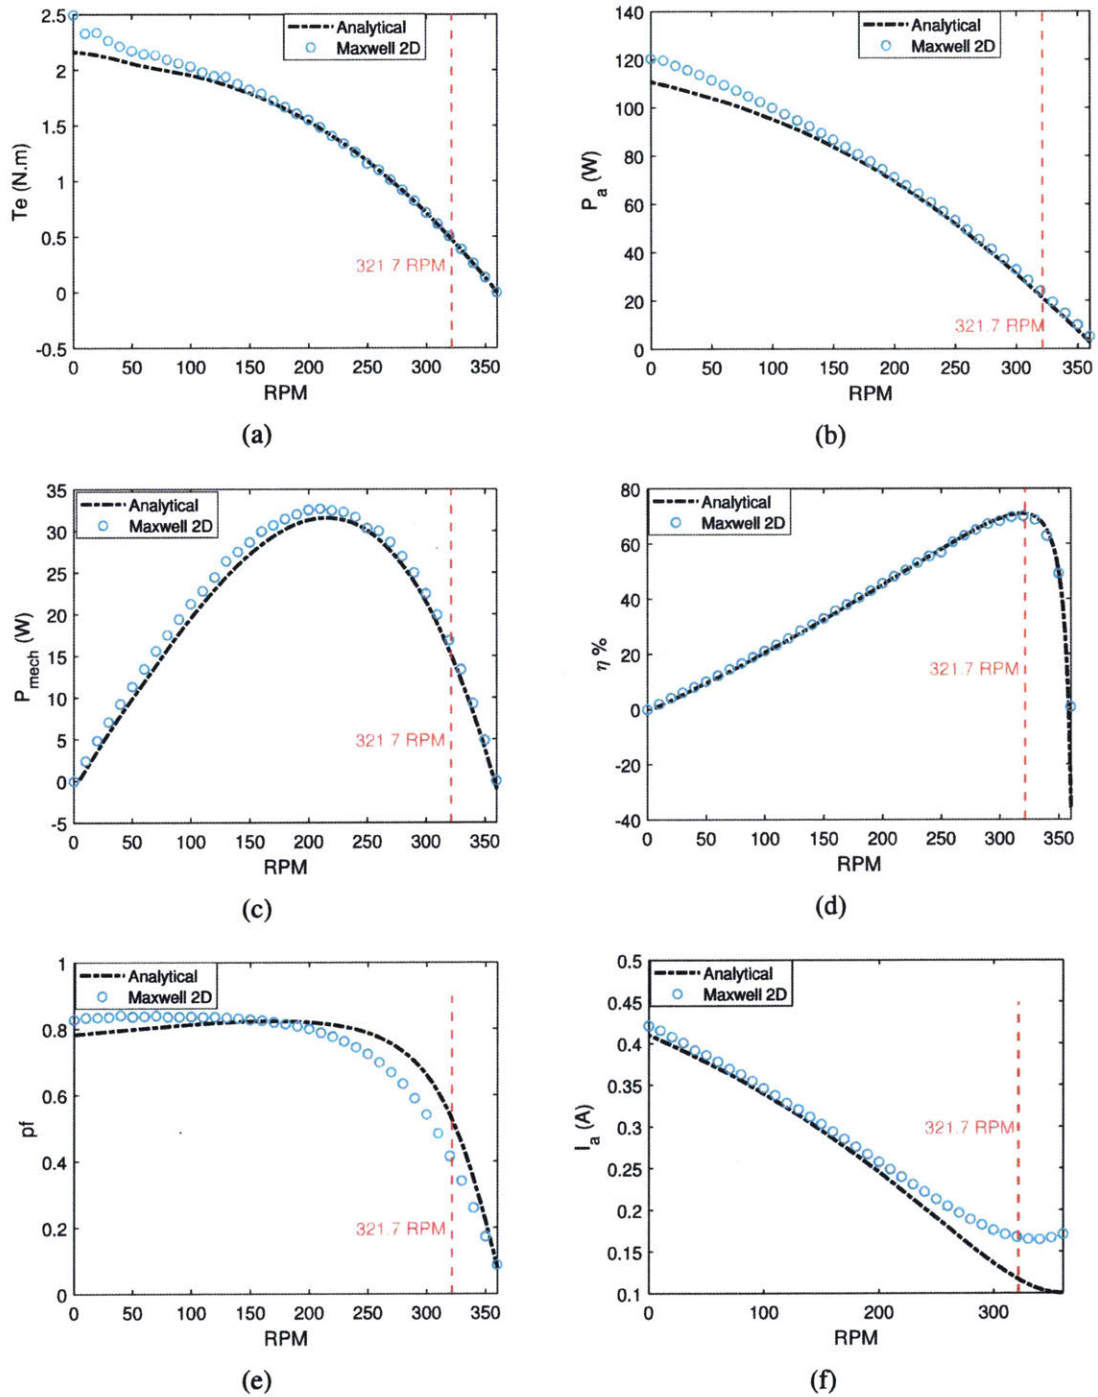 2.5
2
1.5
1
0.5
0
-0.5
Te (N.m)
Analytical
Maxwell 2D
321.7 RPM
0 50 100 150 200 250 300 350
RPM
(a)
140
120
100
80
60
40
20
0
P_a (W)
Analytical
Maxwell 2D
321.7 RPM
0 50 100 150 200 250 300 350
RPM
(b)
35
30
25
20
15
10
5
0
-5
P_mech (W)
Analytical
Maxwell 2D
321.7 RPM
0 50 100 150 200 250 300 350
RPM
(c)
80
60
40
20
0
-20
-40
η %
Analytical
Maxwell 2D
321.7 RPM
0 50 100 150 200 250 300 350
RPM
(d)
1
0.8
0.6
0.4
0.2
0
pf
Analytical
Maxwell 2D
321.7 RPM
0 50 100 150 200 250 300 350
RPM
(e)
0.5
0.45
0.4
0.35
0.3
0.25
0.2
0.15
0.1
I_a (A)
Analytical
Maxwell 2D
321.7 RPM
0 100 200 300
RPM
(f)